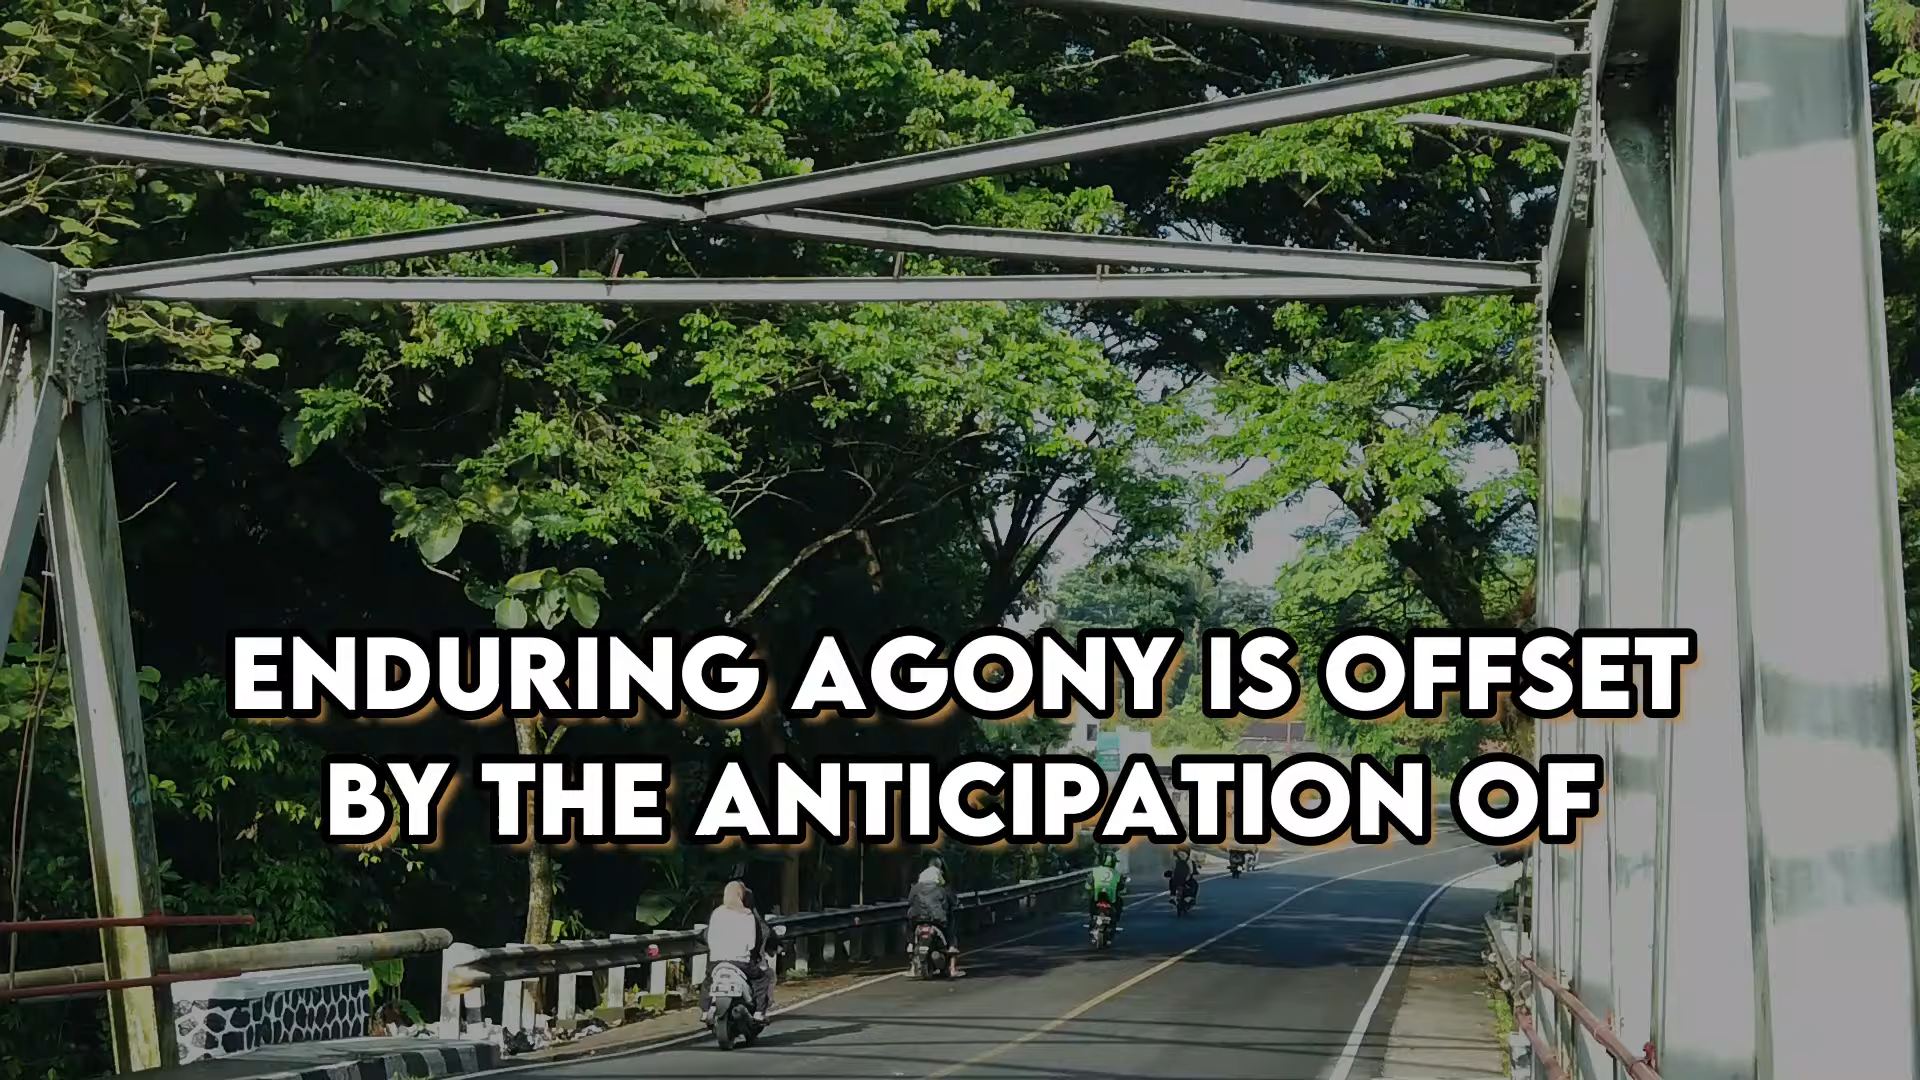 ENDURING AGONY IS OFFSET
BY THE ANTICIPATION OF